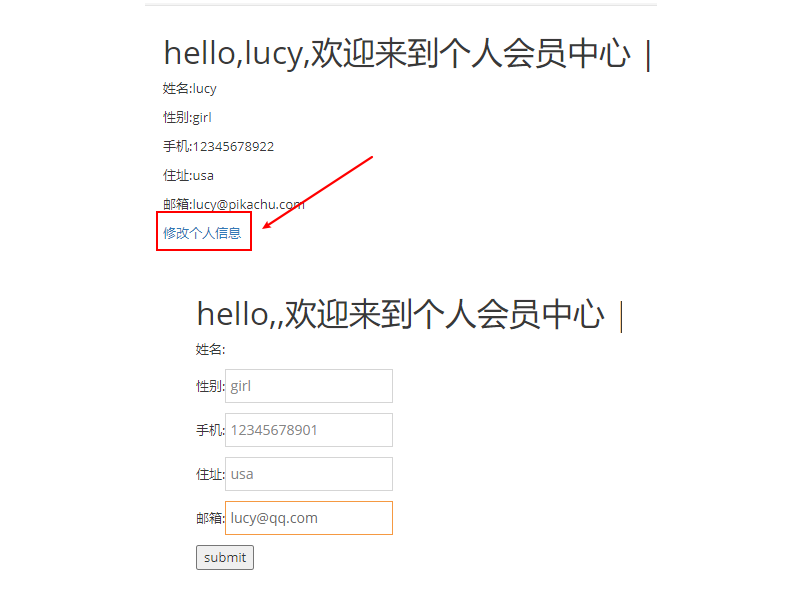 hello,lucy,欢迎来到个人会员中心 |
姓名:lucy
性别:girl
手机:12345678922
住址:usa
邮箱:lucy@pikachu.com
修改个人信息
hello,,欢迎来到个人会员中心 |
姓名:
性别: girl
手机: 12345678901
住址: usa
邮箱: lucy@qq.com
submit